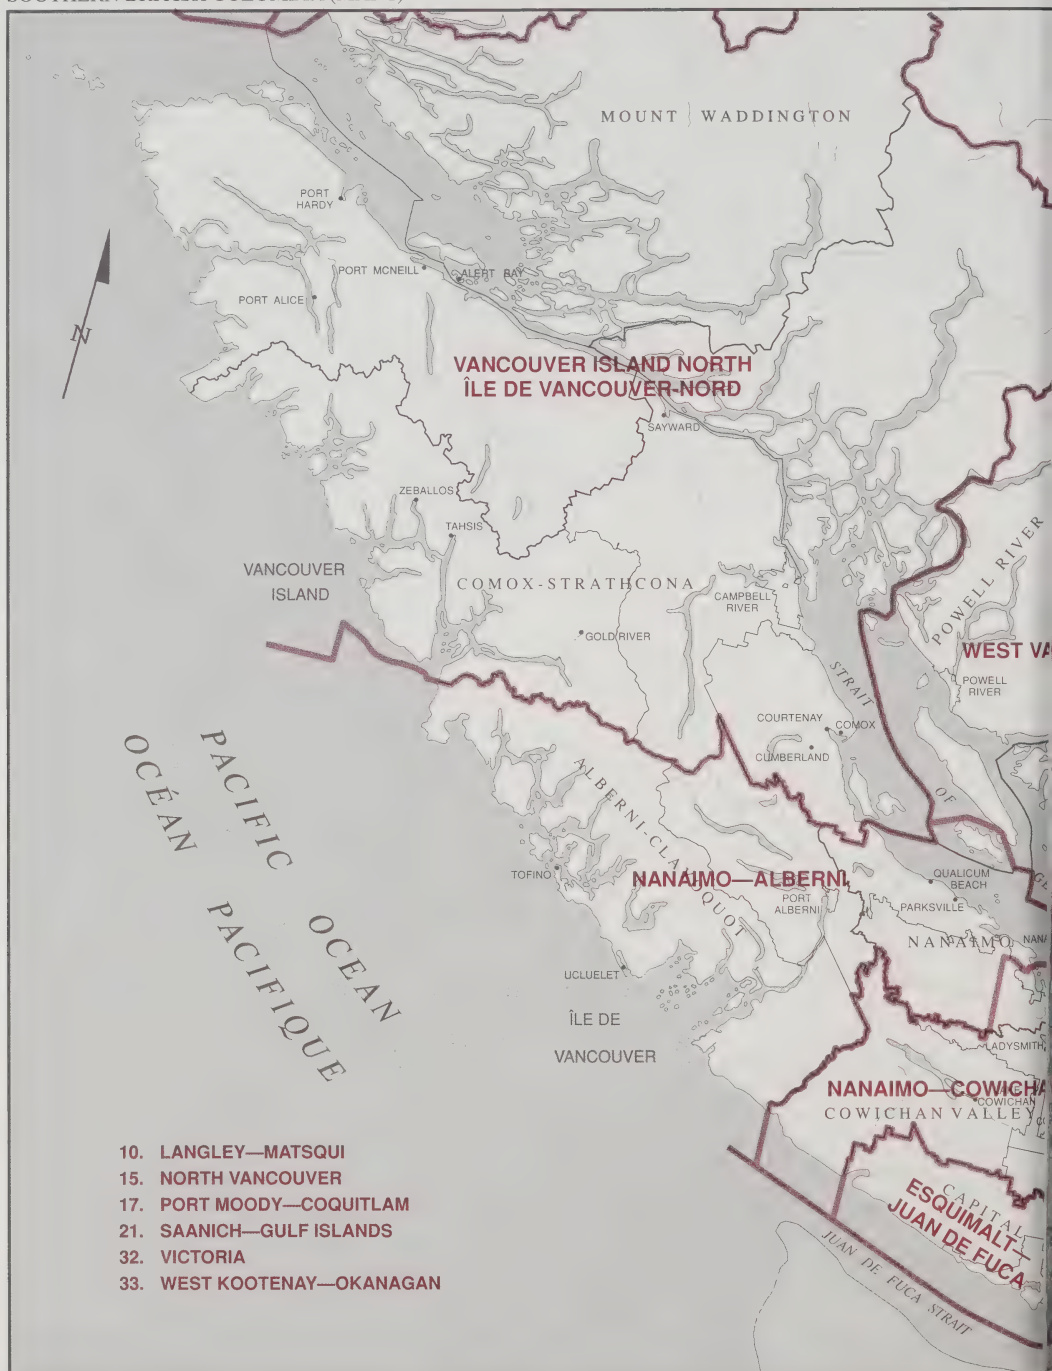 MOUNT WADDINGTON
PORT
HARDY
PORT MCNEILL
ALERT BAY
PORT ALICE
N
VANCOUVER ISLAND NORTH
ÎLE DE VANCOUVER-NORD
SAYWARD
ZEBALLOS
TAHSIS
VANCOUVER
ISLAND
COMOX-STRATHCONA
CAMPBELL
RIVER
GOLD RIVER
POWELL RIVER
WEST VA
POWELL
RIVER
STRAIT
OF
COURTENAY
COMOX
CUMBERLAND
PACIFIC OCEAN
OCÉAN PACIFIQUE
ALBERNI-CLAYOQUOT
TOFINO
NANAIMO—ALBERNI
PORT
ALBERNI
QUALICUM
BEACH
PARKSVILLE
NANAIMO
UCLUELET
ÎLE DE
VANCOUVER
LADYSMITH
NANAIMO—COWICHA
COWICHAN
COWICHAN VALLEY
CAPITAL
ESQUIMALT—
JUAN DE FUCA
JUAN DE FUCA STRAIT
10. LANGLEY—MATSQUI
15. NORTH VANCOUVER
17. PORT MOODY—COQUITLAM
21. SAANICH—GULF ISLANDS
32. VICTORIA
33. WEST KOOTENAY—OKANAGAN